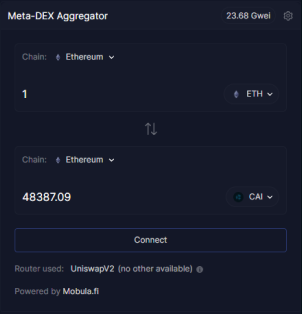 Meta-DEX Aggregator 23.68 Gwei
Chain: Ethereum
1 ETH
Chain: Ethereum
48387.09 CAI
Connect
Router used: UniswapV2 (no other available)
Powered by Mobula.fi